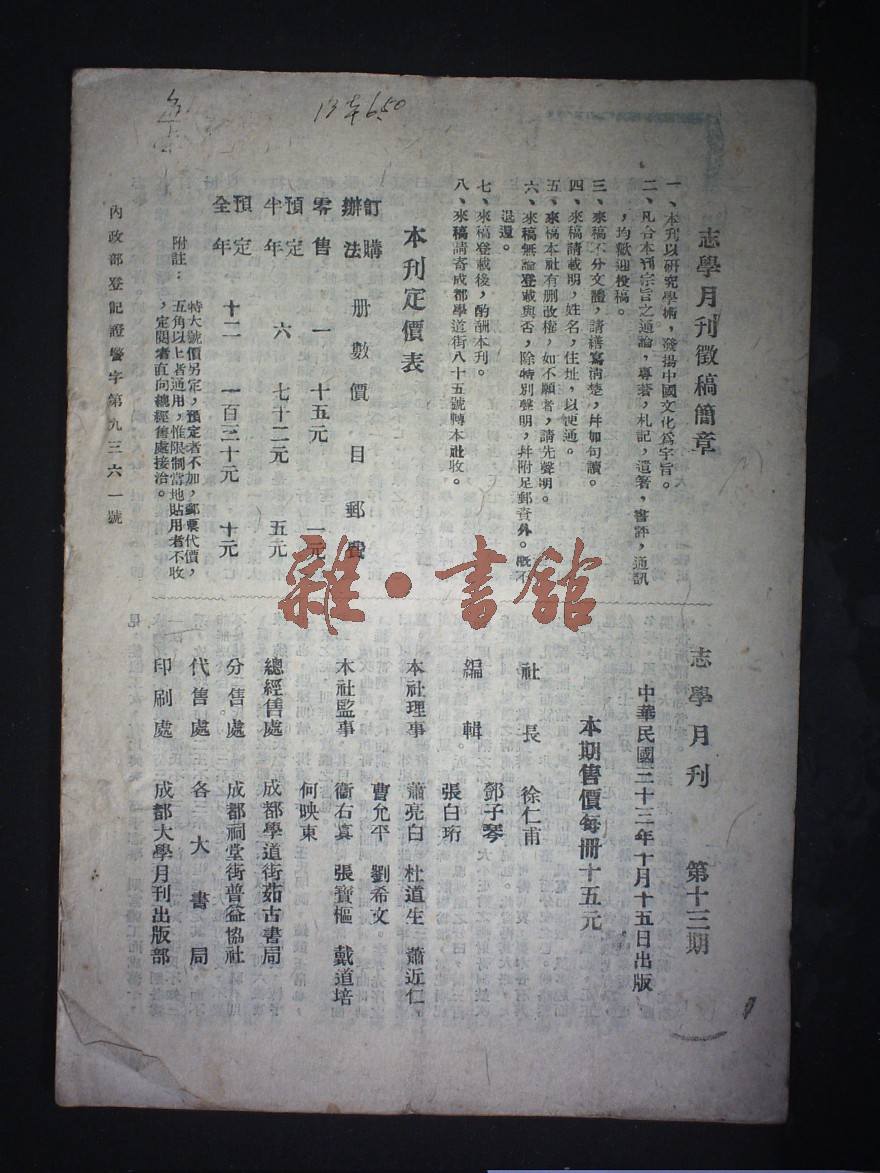 志學月刊徵稿簡章
一、本刊以研究學術，發揚中國文化爲宇旨。
二、凡合本刊宗旨之通論，專著，札記，遺著，書評，通訊
，均歡迎投稿。
三、來稿不分文體，請繕寫清楚，幷加句讀。
四、來稿請載明，姓名，住址，以便通。
五、來稿本社有删改權，如不願者，請先聲明。
六、來稿無論登載與否，除特別聲明，幷附足郵資外。概不
退還。
七、來稿登載後，酌酬本刊。
八、來稿請寄成都學道街八十五號轉本社收。
本刊定價表
訂購辦法 册數 價目 郵費
零售 一 十五元 一元
預定半年 六 七十二元 五元
預定全年 十二 一百三十元 十元
附註：特大號價另定，預定者不加，郵票代價，
五角以上者通用，惟限制當地貼用者不收
，定閱者直向總經售處接洽。
內政部登記證警字第九三六一號
志學月刊 第十三期
中華民國三十三年十月十五日出版
本期售價每冊十五元
社長 徐仁甫
編輯 鄧子琴
張白珩
本社理事 蕭亮白 杜道生 蕭近仁
曹允平 劉希文
本社監事 衞右眞 張寶樞 戴道培
何映東
總經售處 成都學道街茹古書局
分售處 成都祠堂街普益協社
代售處 各大書局
印刷處 成都大學月刊出版部
雜·書館